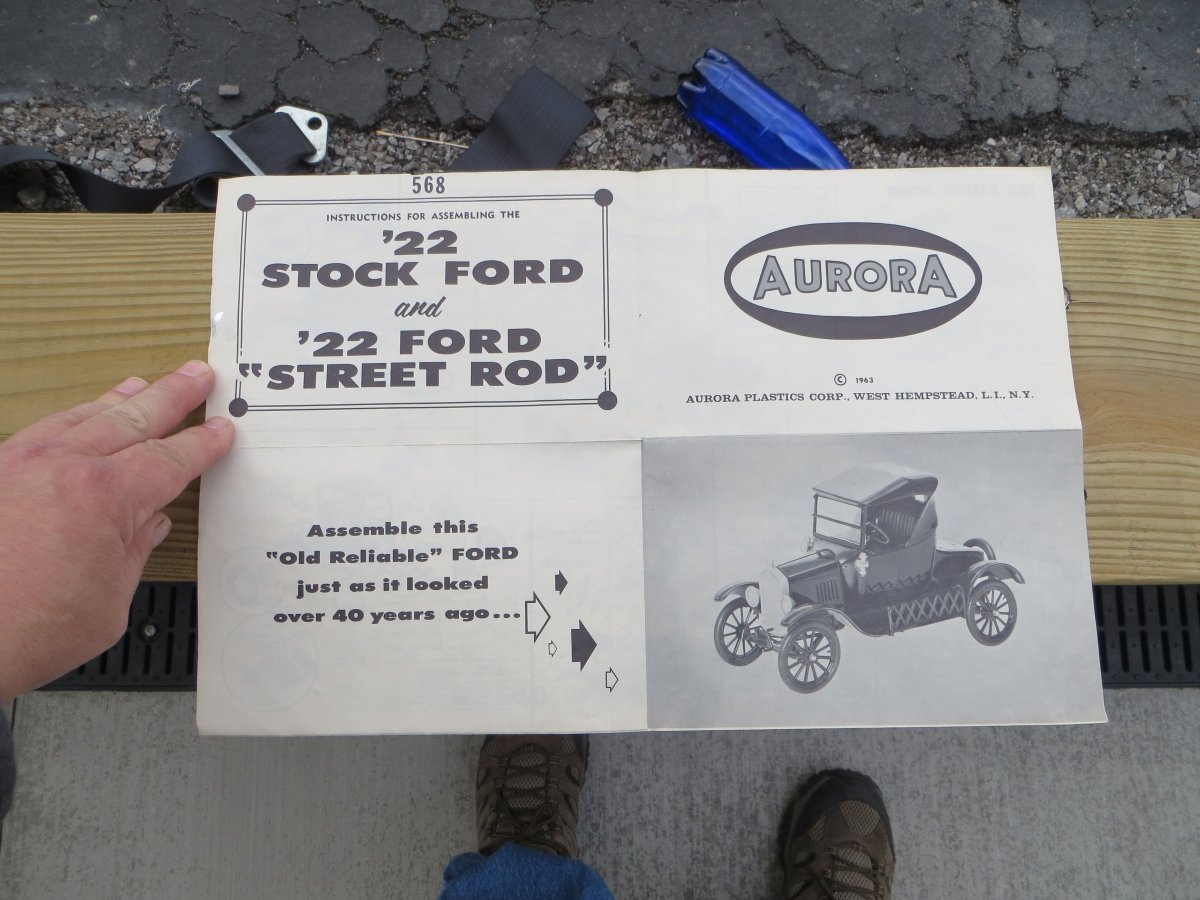 568
INSTRUCTIONS FOR ASSEMBLING THE
’22
STOCK FORD
and
’22 FORD
“STREET ROD”
AURORA
© 1963
AURORA PLASTICS CORP., WEST HEMPSTEAD, L.I., N.Y.
Assemble this
“Old Reliable” FORD
just as it looked
over 40 years ago...